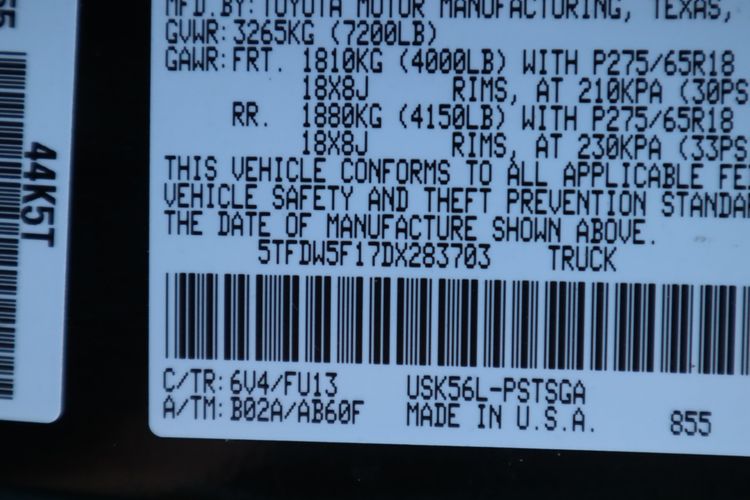 MFD. BY: TOYOTA MOTOR MANUFACTURING, TEXAS,
GVWR: 3265KG (7200LB)
GAWR: FRT. 1810KG (4000LB) WITH P275/65R18
18X8J RIMS, AT 210KPA (30PS
RR. 1880KG (4150LB) WITH P275/65R18
18X8J RIMS, AT 230KPA (33PS
THIS VEHICLE CONFORMS TO ALL APPLICABLE FE
VEHICLE SAFETY AND THEFT PREVENTION STANDA
THE DATE OF MANUFACTURE SHOWN ABOVE.
5TFDW5F17DX283703 TRUCK
C/TR: 6V4/FU13 USK56L-PSTSGA
A/TM: B02A/AB60F MADE IN U.S.A. 855
44K5T